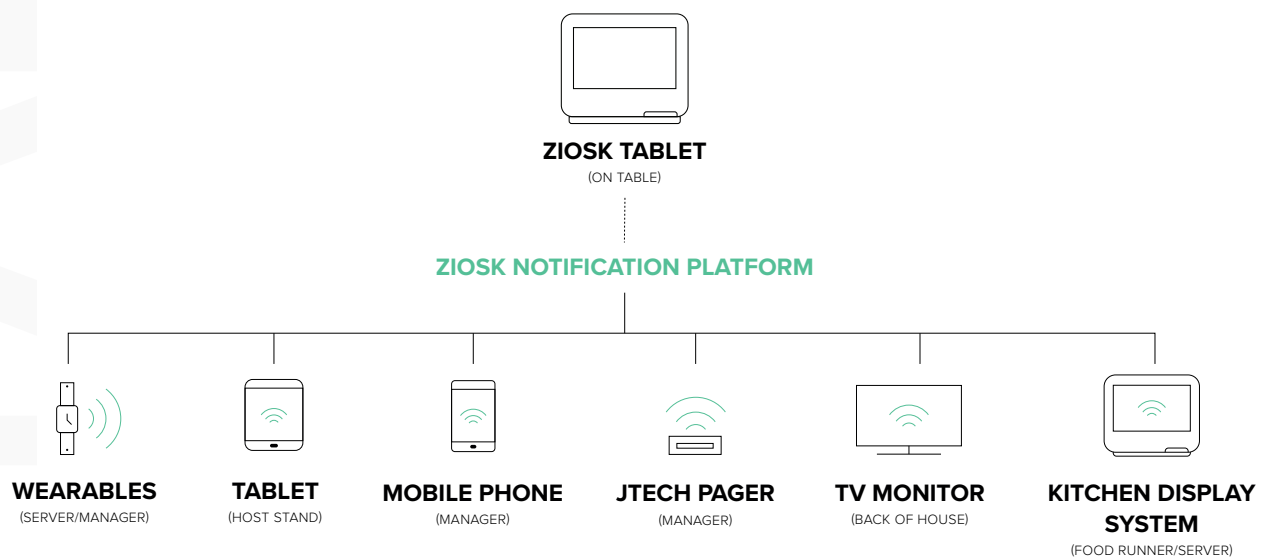 ZIOSK TABLET
(ON TABLE)
ZIOSK NOTIFICATION PLATFORM
WEARABLES
(SERVER/MANAGER)
TABLET
(HOST STAND)
MOBILE PHONE
(MANAGER)
JTECH PAGER
(MANAGER)
TV MONITOR
(BACK OF HOUSE)
KITCHEN DISPLAY
SYSTEM
(FOOD RUNNER/SERVER)